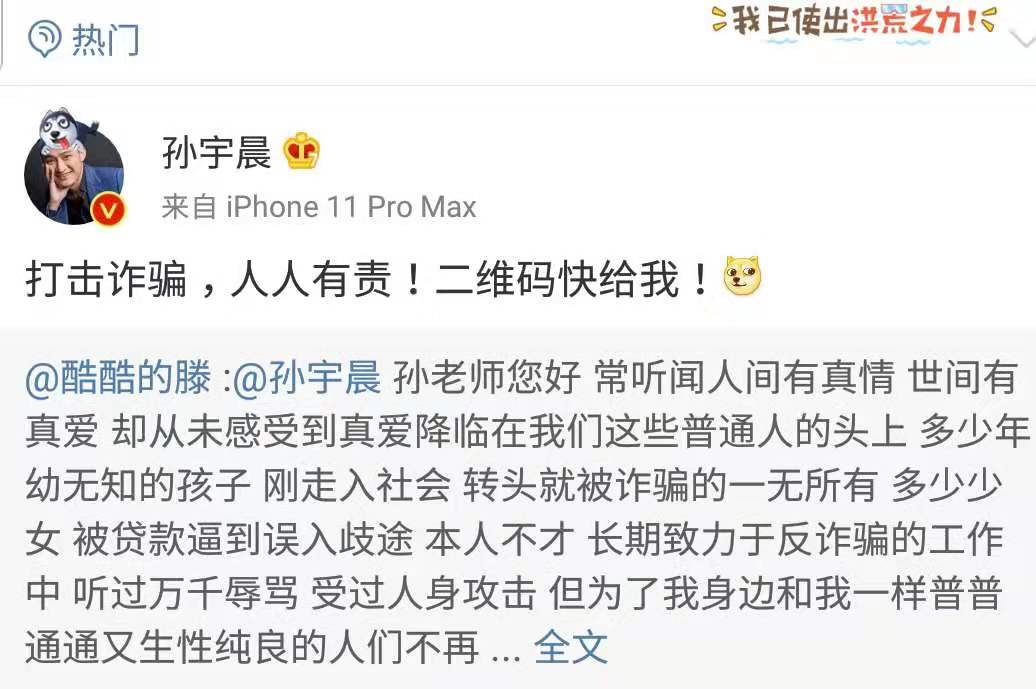 热门
我已使出洪荒之力!
孙宇晨
来自 iPhone 11 Pro Max
打击诈骗，人人有责！二维码快给我！
@酷酷的滕 :@孙宇晨 孙老师您好 常听闻人间有真情 世间有
真爱 却从未感受到真爱降临在我们这些普通人的头上 多少年
幼无知的孩子 刚走入社会 转头就被诈骗的一无所有 多少少
女 被贷款逼到误入歧途 本人不才 长期致力于反诈骗的工作
中 听过万千辱骂 受过人身攻击 但为了我身边和我一样普普
通通又生性纯良的人们不再 ... 全文